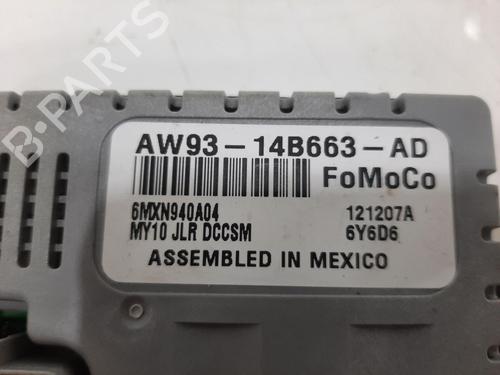 B-PARTS
AW93-14B663-AD
FoMoCo
6MXN940A04 121207A
MY10 JLR DCCSM 6Y6D6
ASSEMBLED IN MEXICO